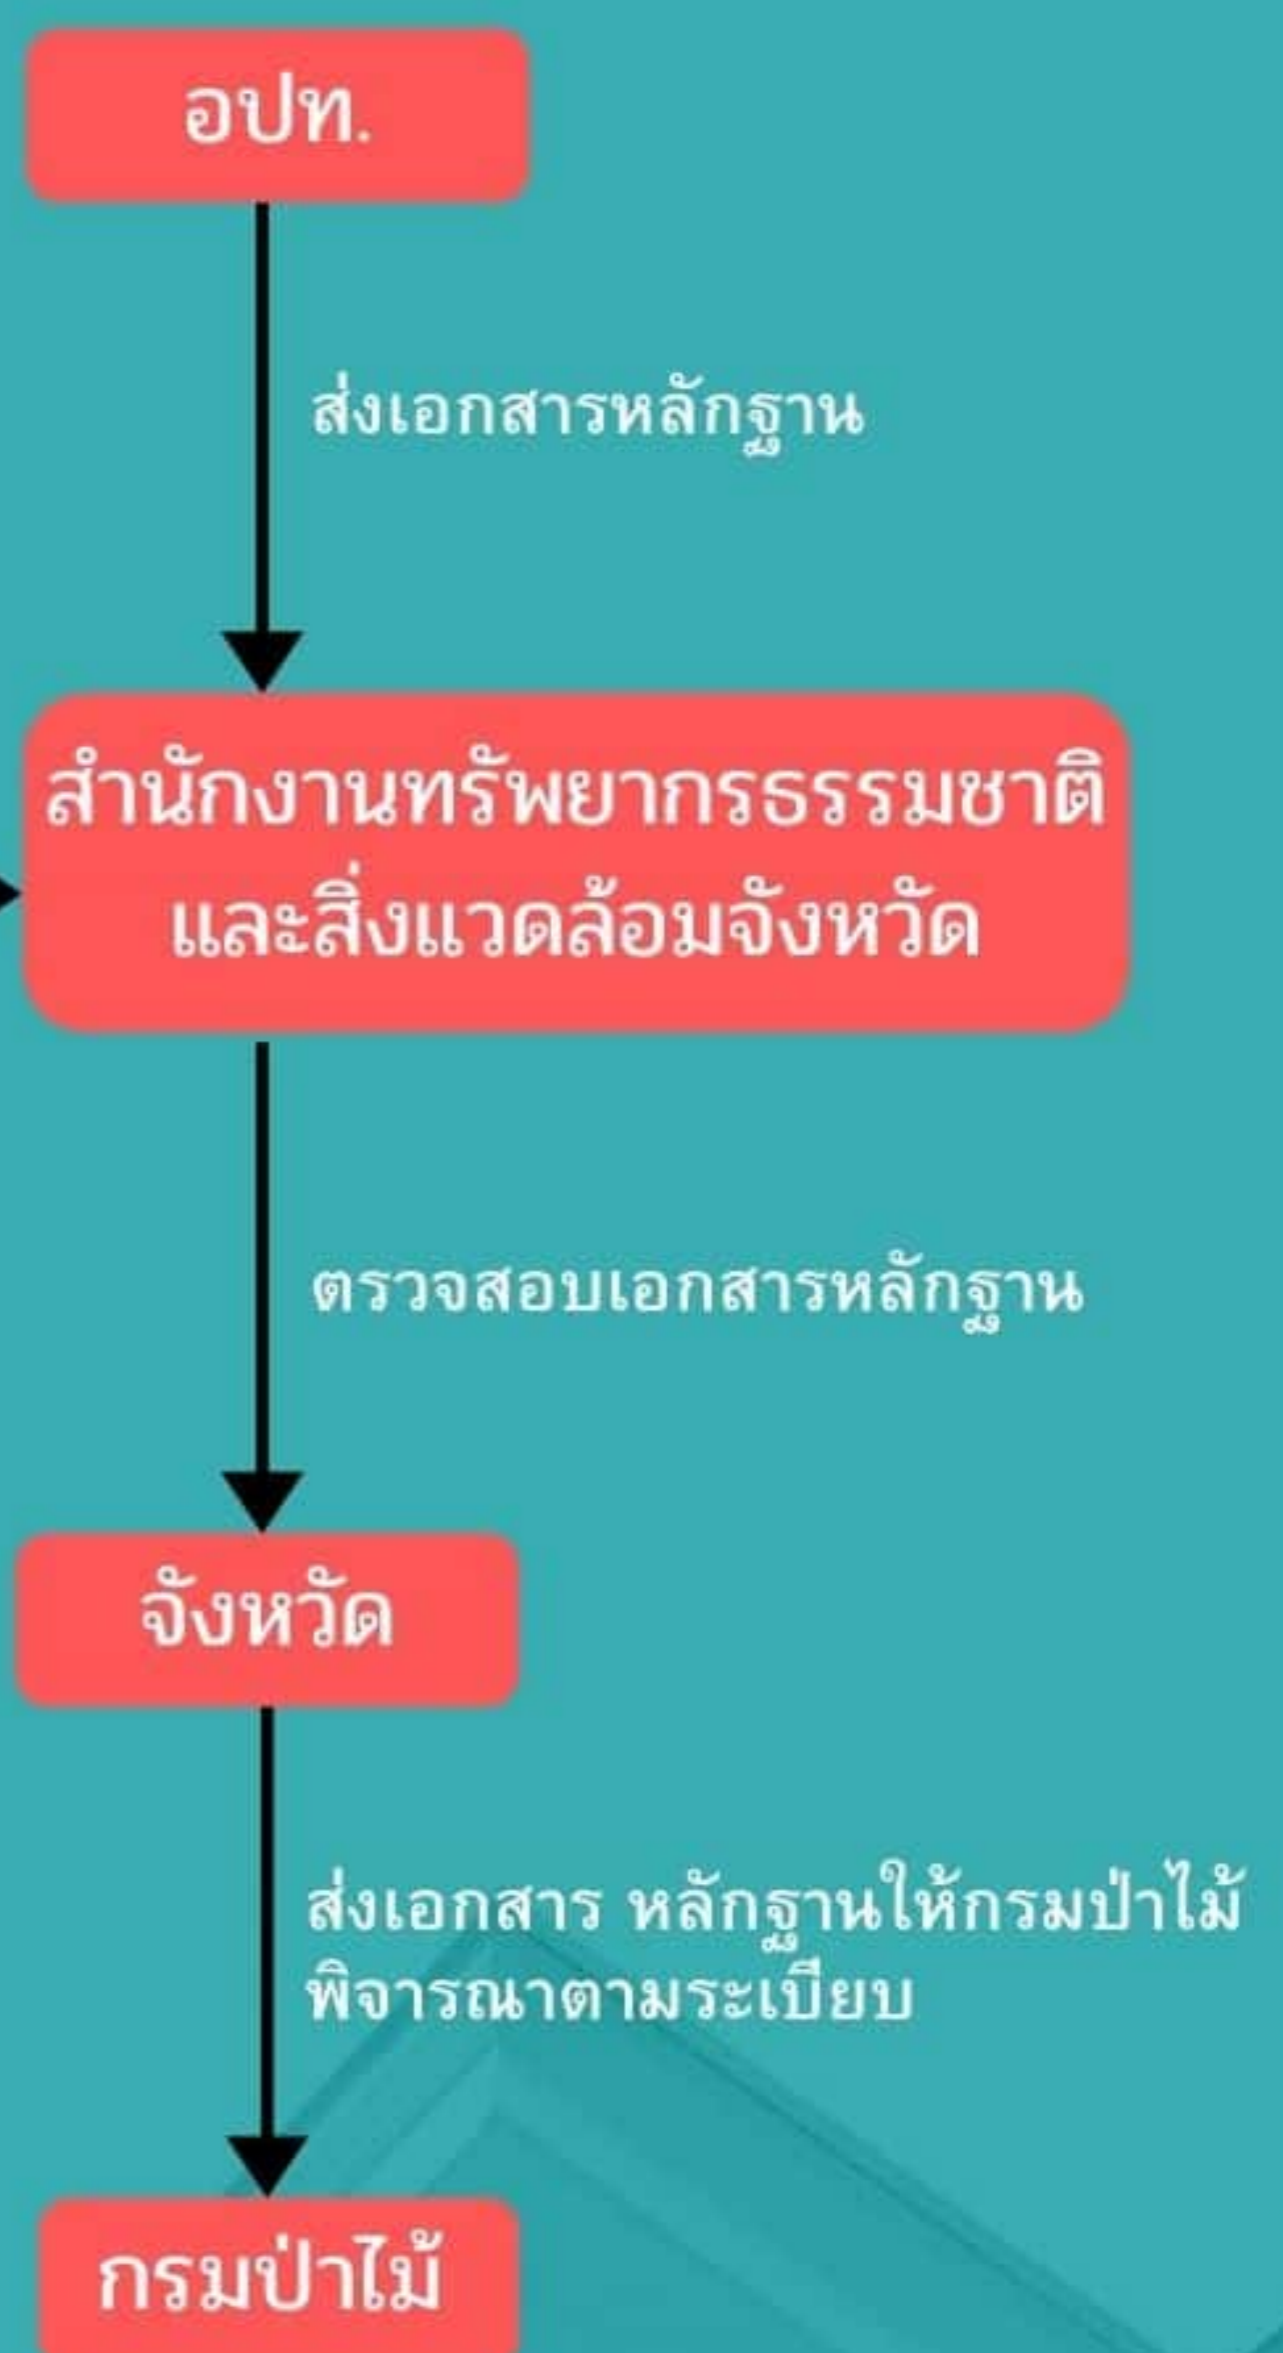 อปท.
ส่งเอกสารหลักฐาน
สำนักงานทรัพยากรธรรมชาติ
และสิ่งแวดล้อมจังหวัด
ตรวจสอบเอกสารหลักฐาน
จังหวัด
ส่งเอกสาร หลักฐานให้กรมป่าไม้
พิจารณาตามระเบียบ
กรมป่าไม้